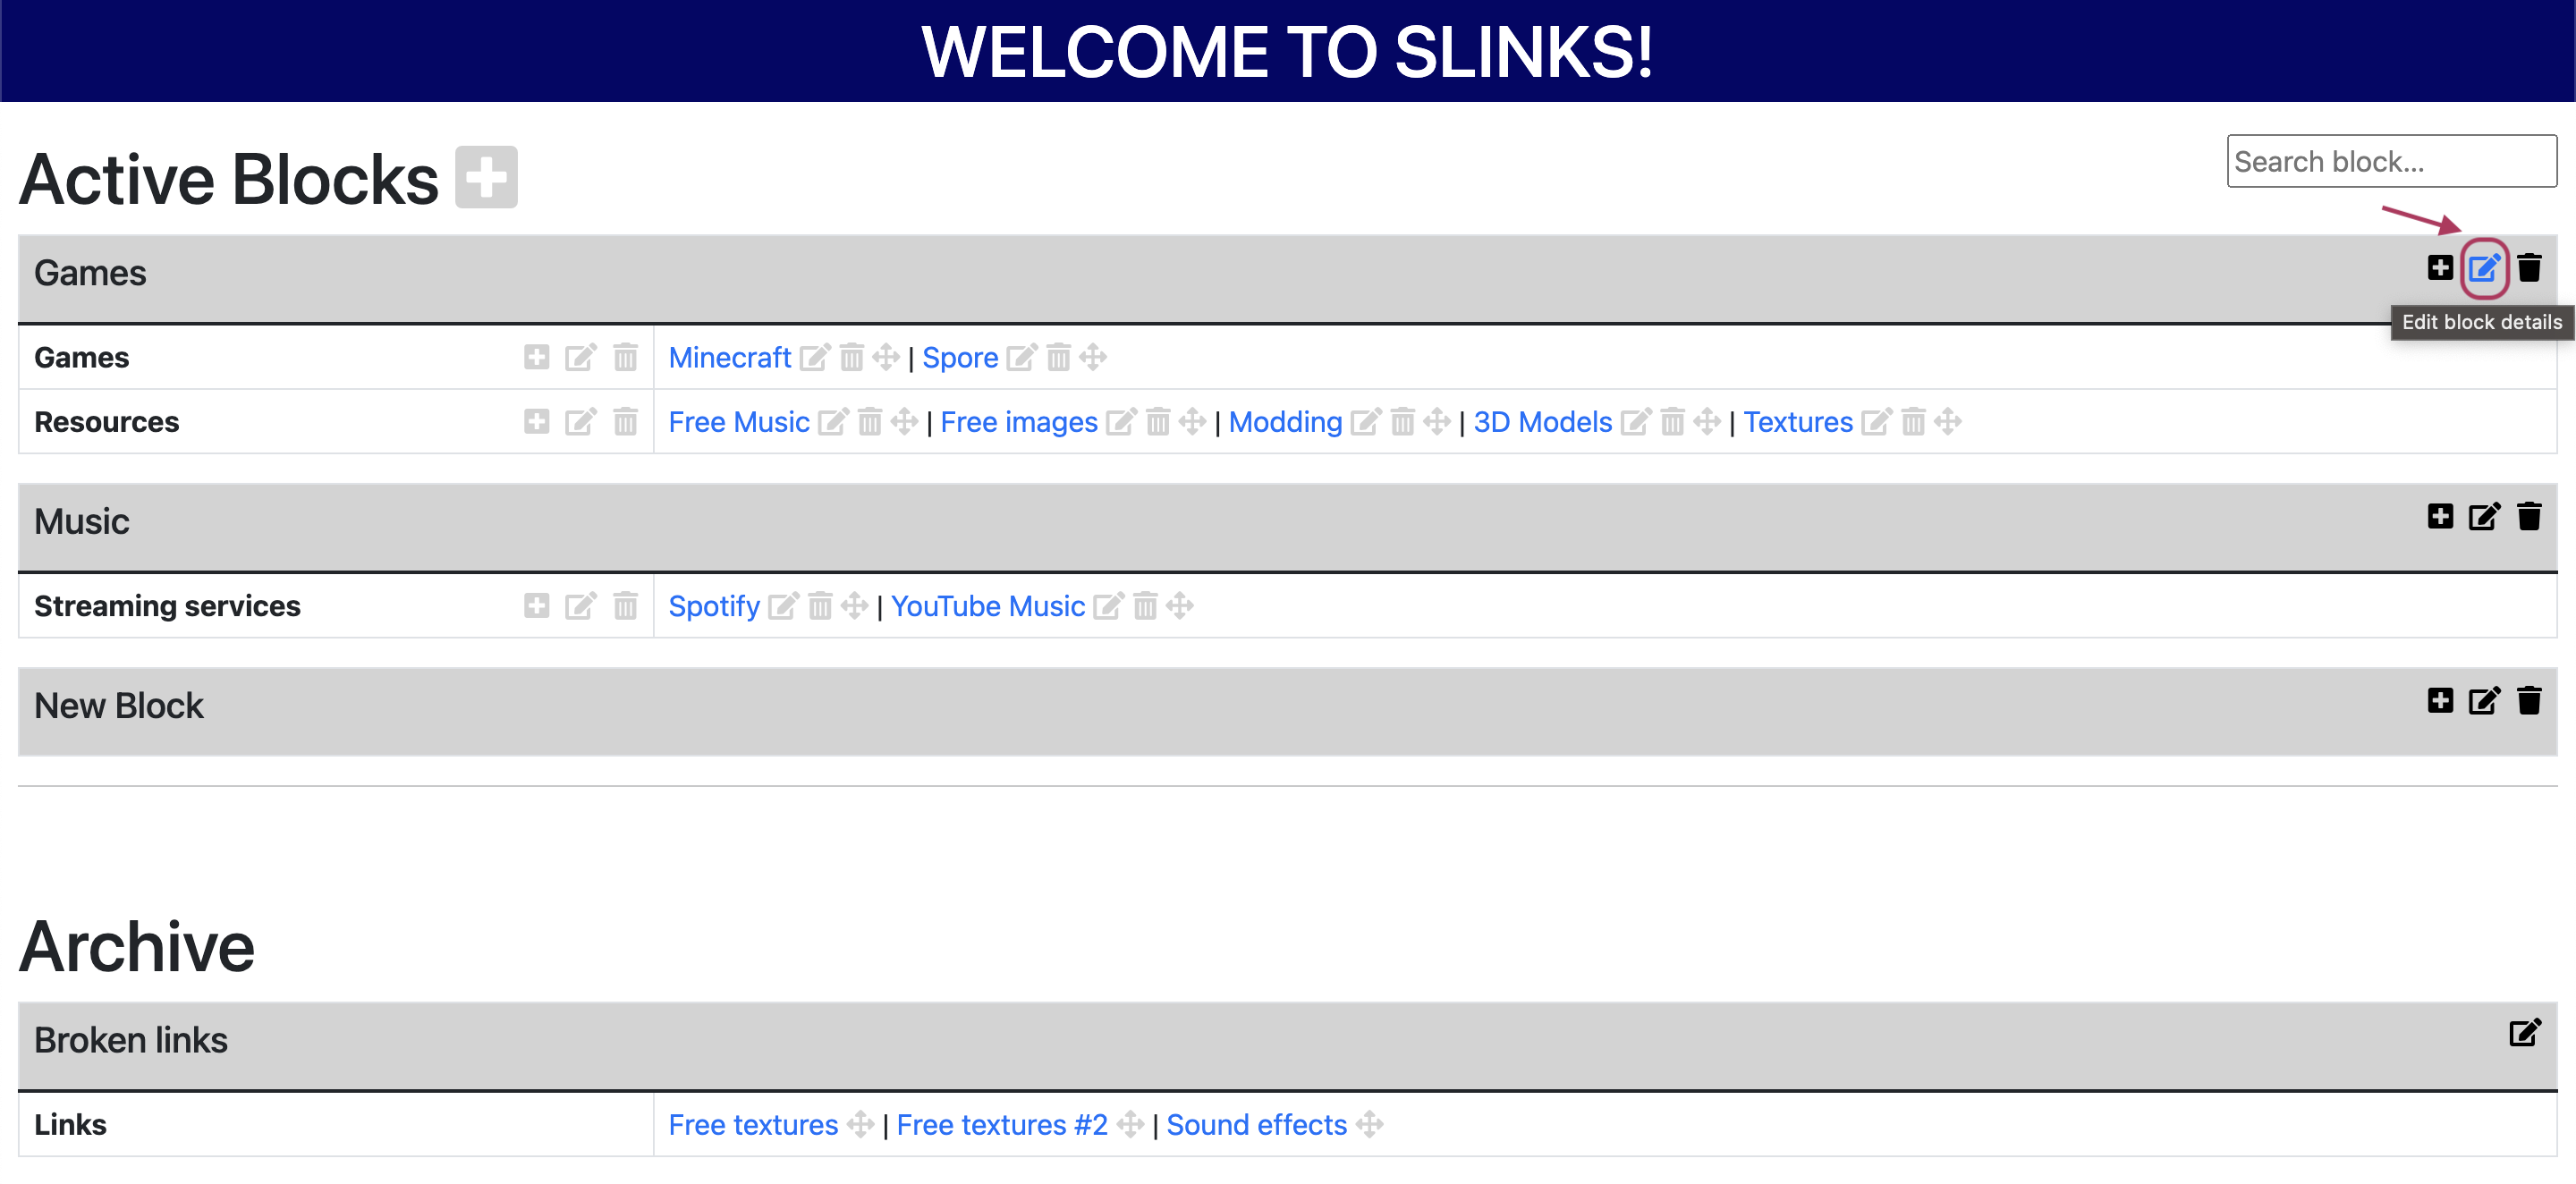 WELCOME TO SLINKS!
Active Blocks
Search block...
Games
Edit block details
Games Minecraft | Spore
Resources Free Music | Free images | Modding | 3D Models | Textures
Music
Streaming services Spotify | YouTube Music
New Block
Archive
Broken links
Links Free textures | Free textures #2 | Sound effects